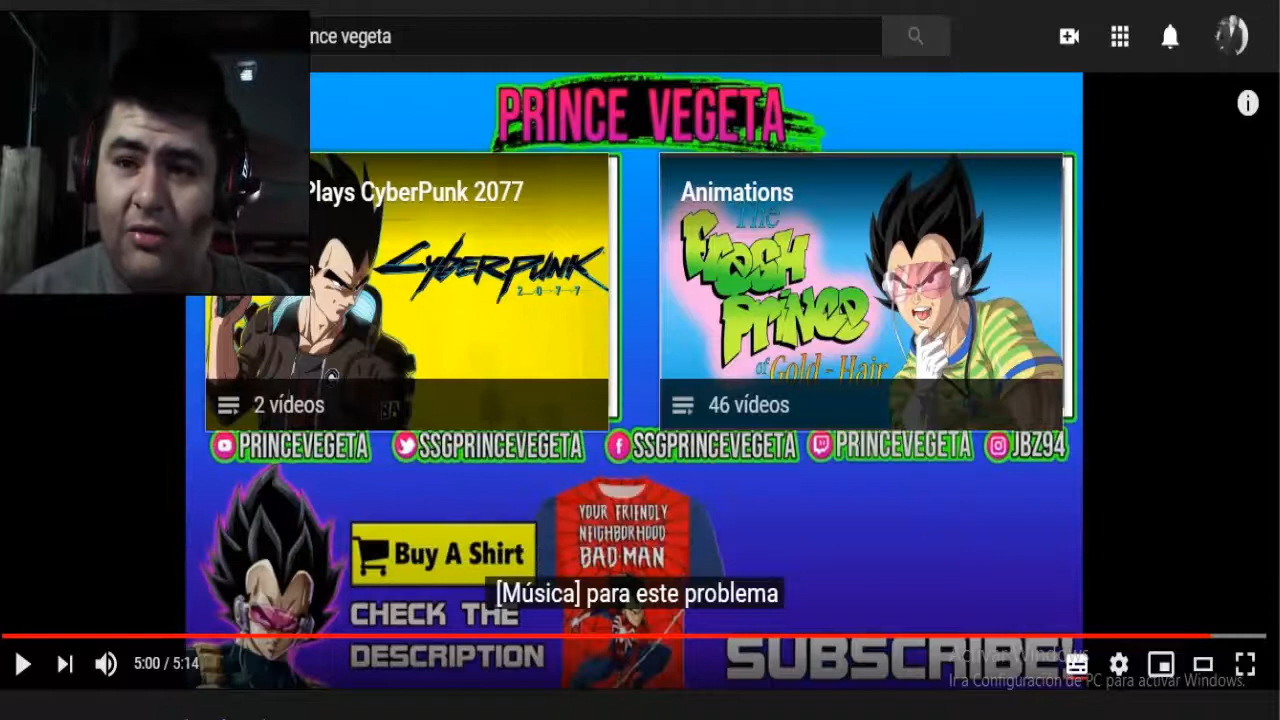 nce vegeta
PRINCE VEGETA
Plays CyberPunk 2077
Animations
CYBERPUNK
2077
The
Fresh
Prince
of Gold-Hair
2 vídeos
46 vídeos
PRINCEVEGETA
SSGPRINCEVEGETA
SSGPRINCEVEGETA
PRINCEVEGETA
JBZ94
YOUR FRIENDLY
NEIGHBORHOOD
BAD-MAN
Buy A Shirt
[Música] para este problema
CHECK THE
DESCRIPTION
SUBSCRIBE!
5:00 / 5:14
Activar Windows
Ir a Configuración de PC para activar Windows.